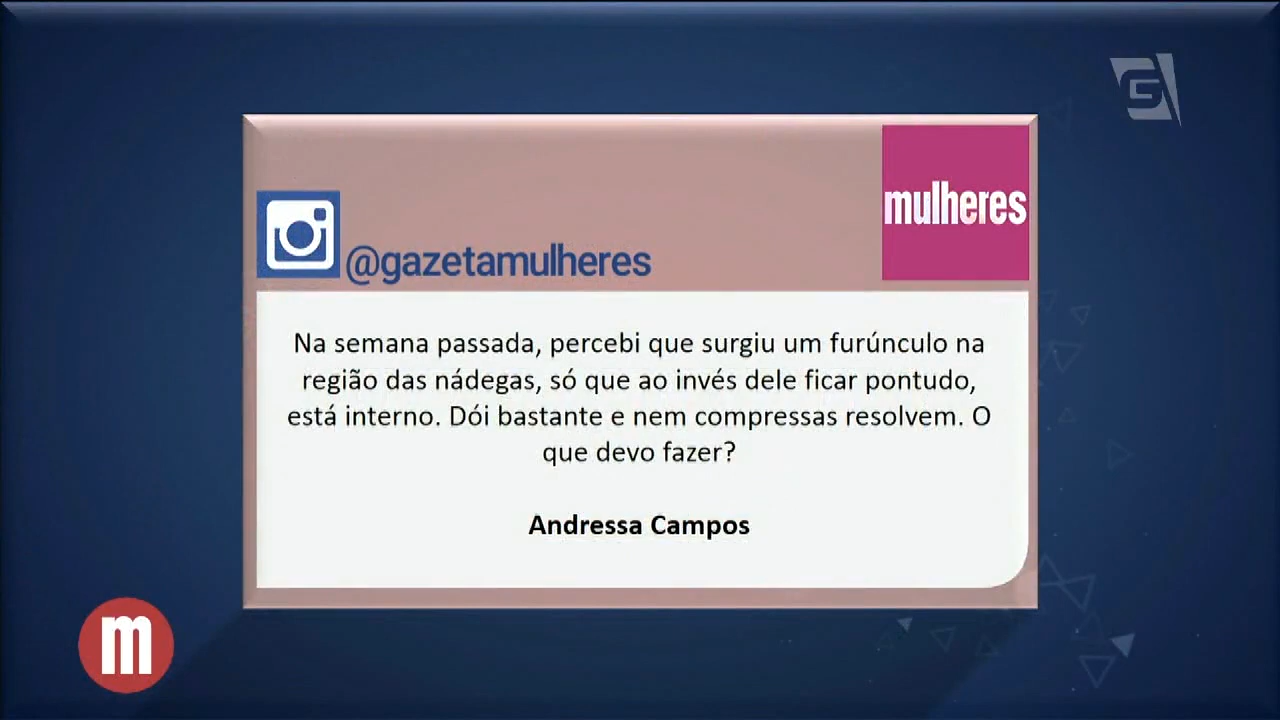 mulheres
@gazetamulheres
Na semana passada, percebi que surgiu um furúnculo na
região das nádegas, só que ao invés dele ficar pontudo,
está interno. Dói bastante e nem compressas resolvem. O
que devo fazer?
Andressa Campos
m
G